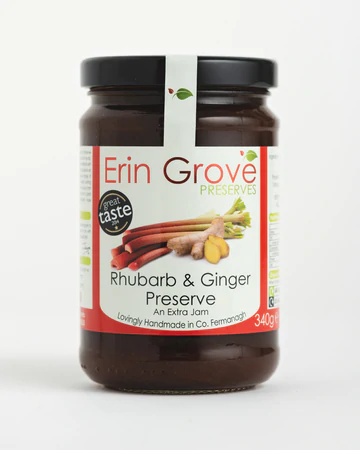 Erin Grove
PRESERVES
great
taste
Rhubarb & Ginger
Preserve
An Extra Jam
Lovingly Handmade in Co. Fermanagh
340g